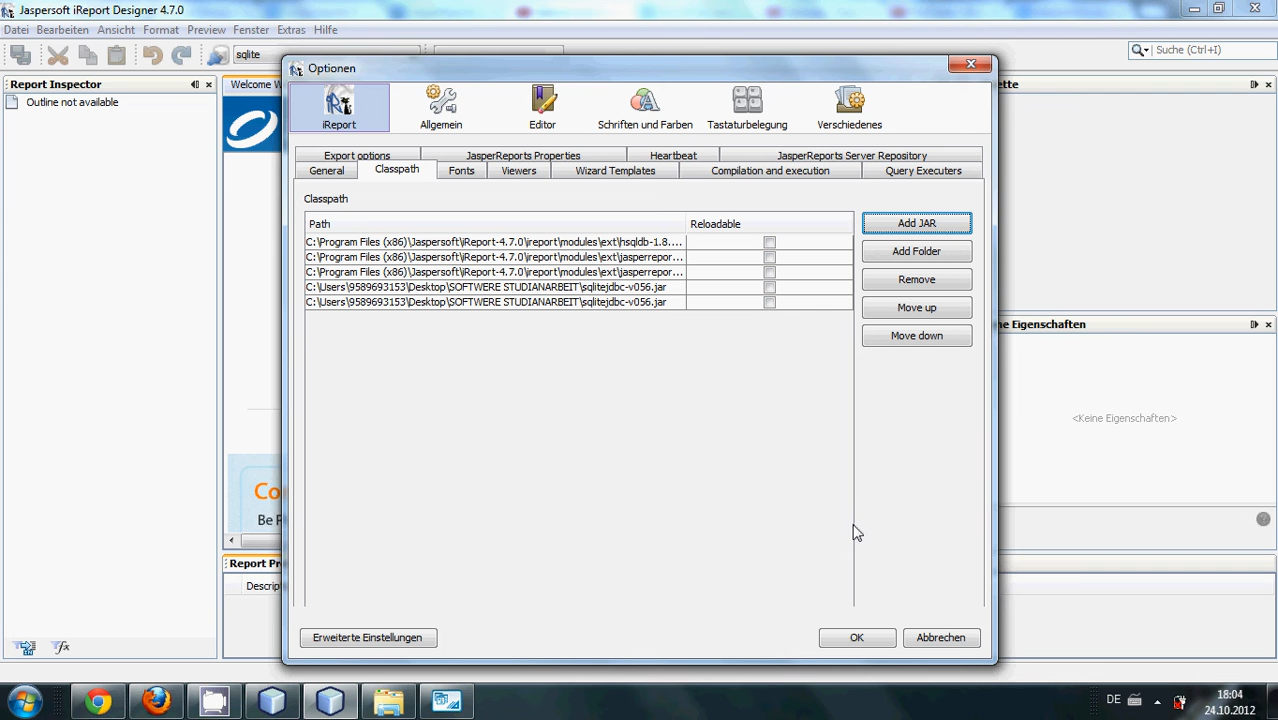 Jaspersoft iReport Designer 4.7.0
Datei Bearbeiten Ansicht Format Preview Fenster Extras Hilfe
sqlite
Suche (Ctrl+I)
Report Inspector
Outline not available
Welcome W
Optionen
iReport Allgemein Editor Schriften und Farben Tastaturbelegung Verschiedenes
Export options JasperReports Properties Heartbeat JasperReports Server Repository
General Classpath Fonts Viewers Wizard Templates Compilation and execution Query Executers
Classpath
Path Reloadable
C:\Program Files (x86)\Jaspersoft\iReport-4.7.0\ireport\modules\ext\hsqldb-1.8....
C:\Program Files (x86)\Jaspersoft\iReport-4.7.0\ireport\modules\ext\jasperrepor...
C:\Program Files (x86)\Jaspersoft\iReport-4.7.0\ireport\modules\ext\jasperrepor...
C:\Users\9589693153\Desktop\SOFTWERE STUDIANARBEIT\sqlitejdbc-v056.jar
C:\Users\9589693153\Desktop\SOFTWERE STUDIANARBEIT\sqlitejdbc-v056.jar
Add JAR
Add Folder
Remove
Move up
Move down
Erweiterte Einstellungen
OK
Abbrechen
ette
e Eigenschaften
<Keine Eigenschaften>
Co
Be P
Report Pr
Descrip
DE
18:04
24.10.2012